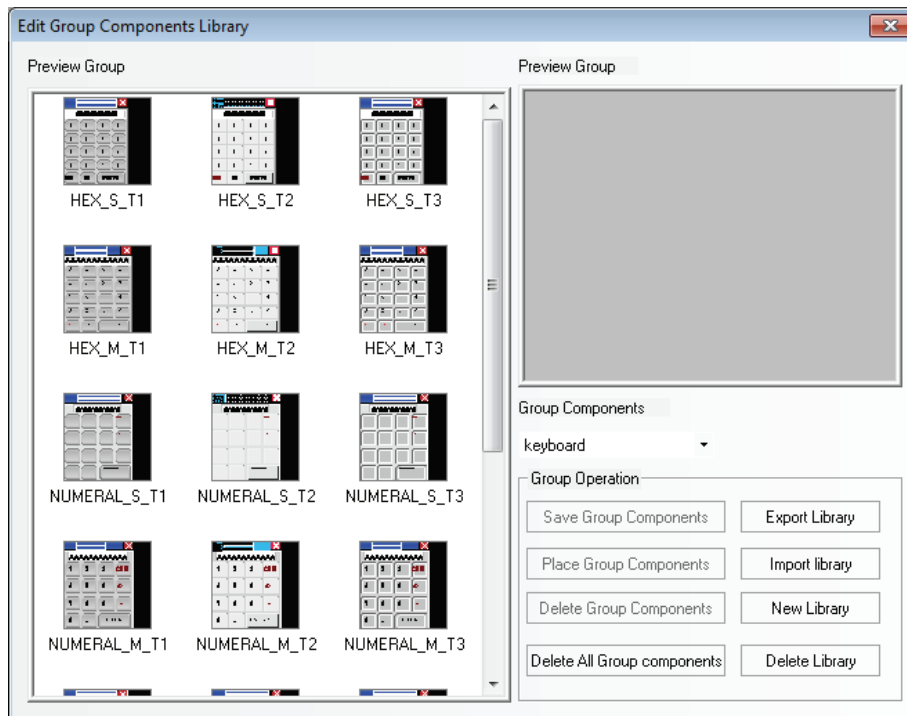 Edit Group Components Library
Preview Group
Preview Group
HEX_S_T1
HEX_S_T2
HEX_S_T3
HEX_M_T1
HEX_M_T2
HEX_M_T3
NUMERAL_S_T1
NUMERAL_S_T2
NUMERAL_S_T3
NUMERAL_M_T1
NUMERAL_M_T2
NUMERAL_M_T3
Group Components
keyboard
Group Operation
Save Group Components
Export Library
Place Group Components
Import library
Delete Group Components
New Library
Delete All Group components
Delete Library